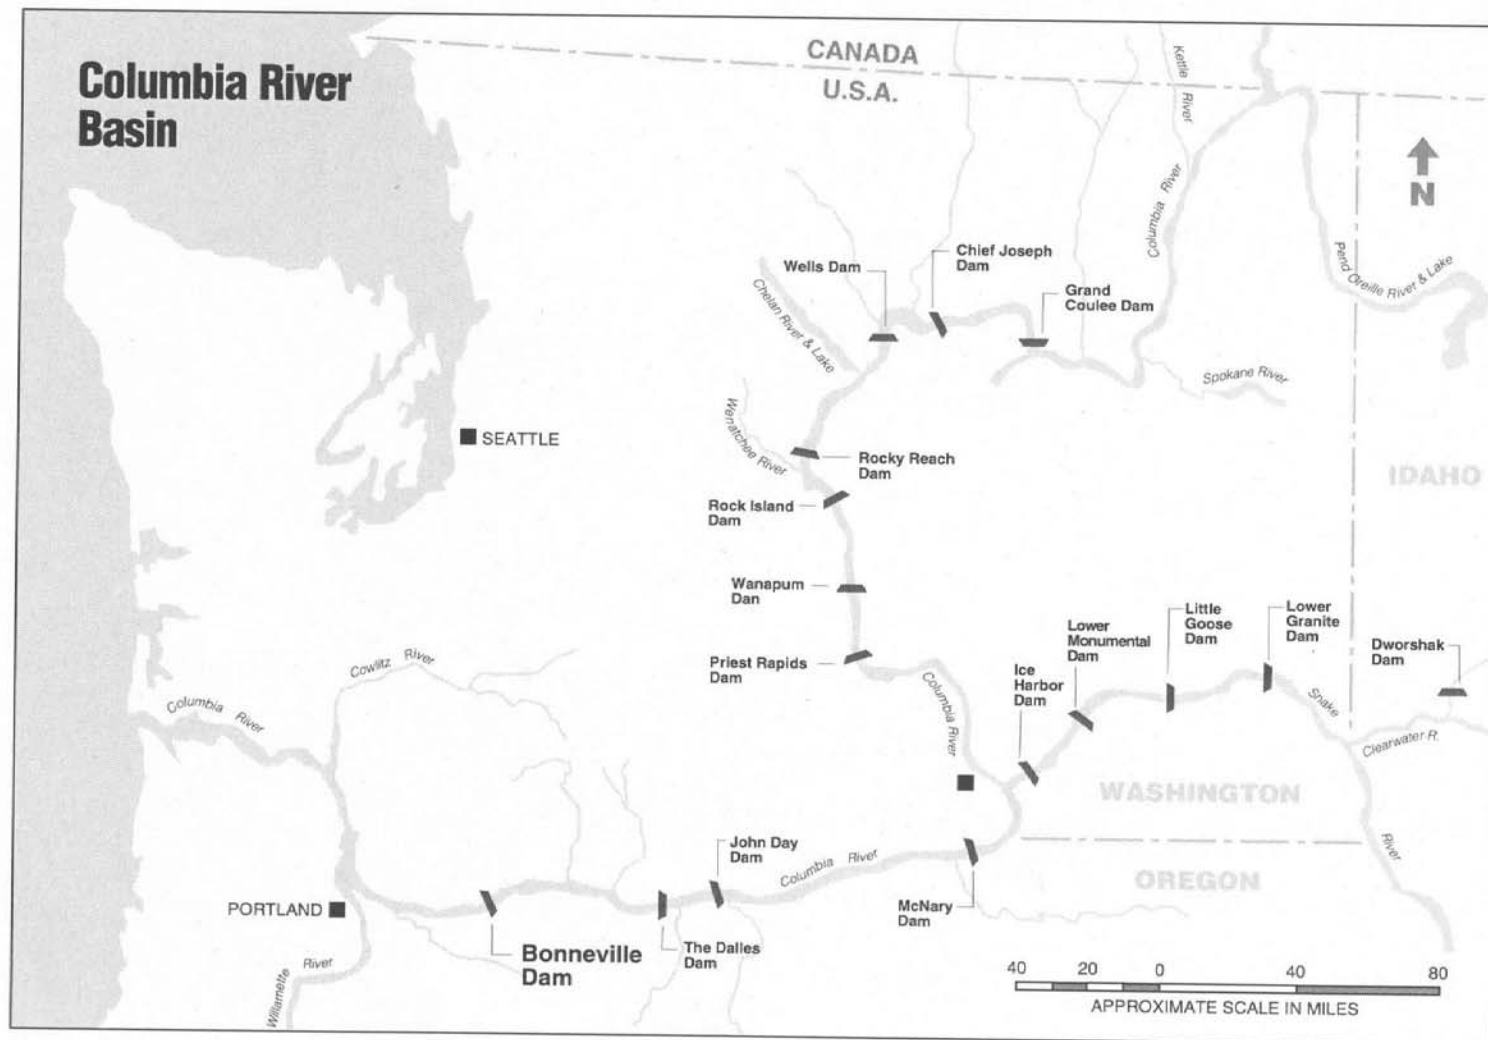 Columbia River
Basin
CANADA
U.S.A.
Kettle River
N
Columbia River
Pend Oreille River & Lake
Wells Dam
Chief Joseph
Dam
Grand
Coulee Dam
Chelan River & Lake
Spokane River
Wenatchee River
SEATTLE
Rocky Reach
Dam
IDAHO
Rock Island
Dam
Wanapum
Dan
Priest Rapids
Dam
Columbia River
Ice
Harbor
Dam
Lower
Monumental
Dam
Little
Goose
Dam
Lower
Granite
Dam
Dworshak
Dam
Snake River
Clearwater R.
Cowlitz River
Columbia River
WASHINGTON
OREGON
John Day
Dam
Columbia River
McNary
Dam
PORTLAND
Bonneville
Dam
The Dalles
Dam
Willamette River
40 20 0 40 80
APPROXIMATE SCALE IN MILES